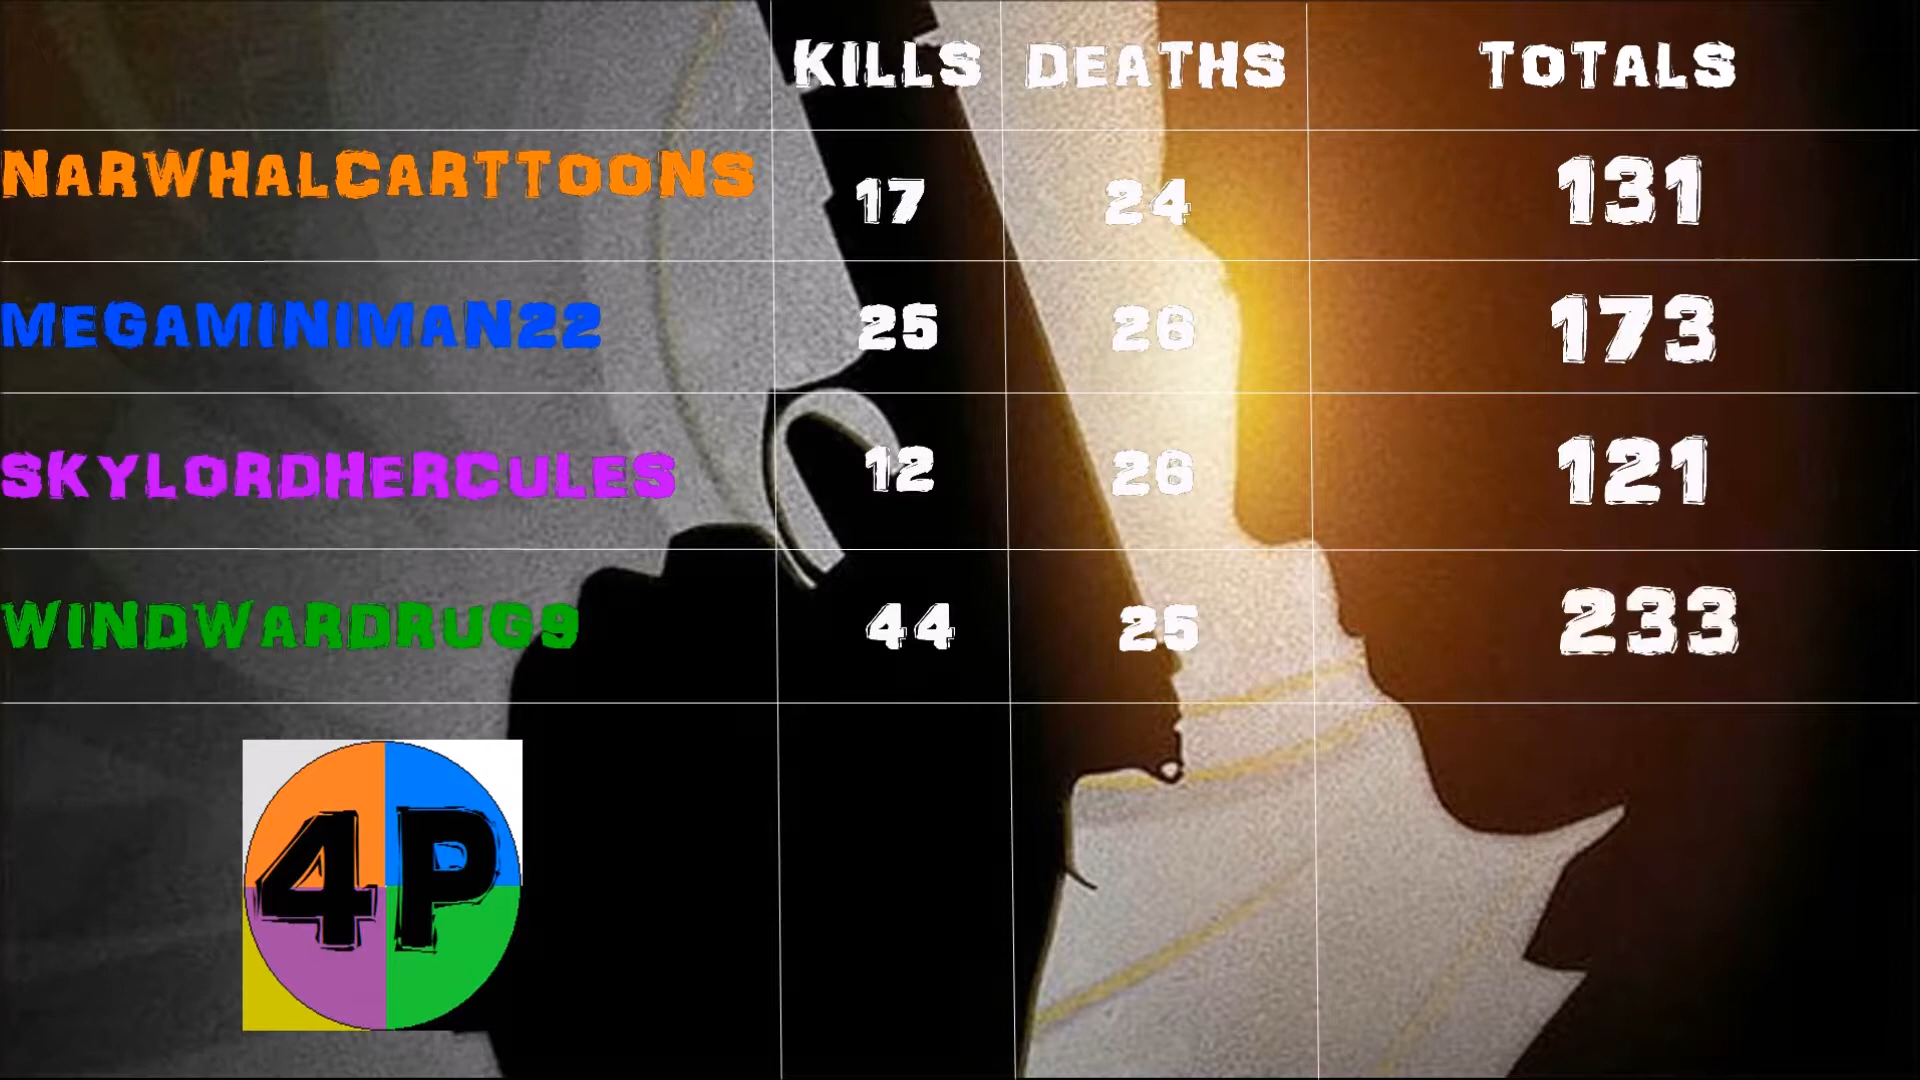 KILLS DEATHS TOTALS
NARWHALCARTTOONS 17 24 131
MEGAMINIMAN22 25 26 173
SKYLORDHERCULES 12 26 121
WINDWARDRUG9 44 25 233
4P